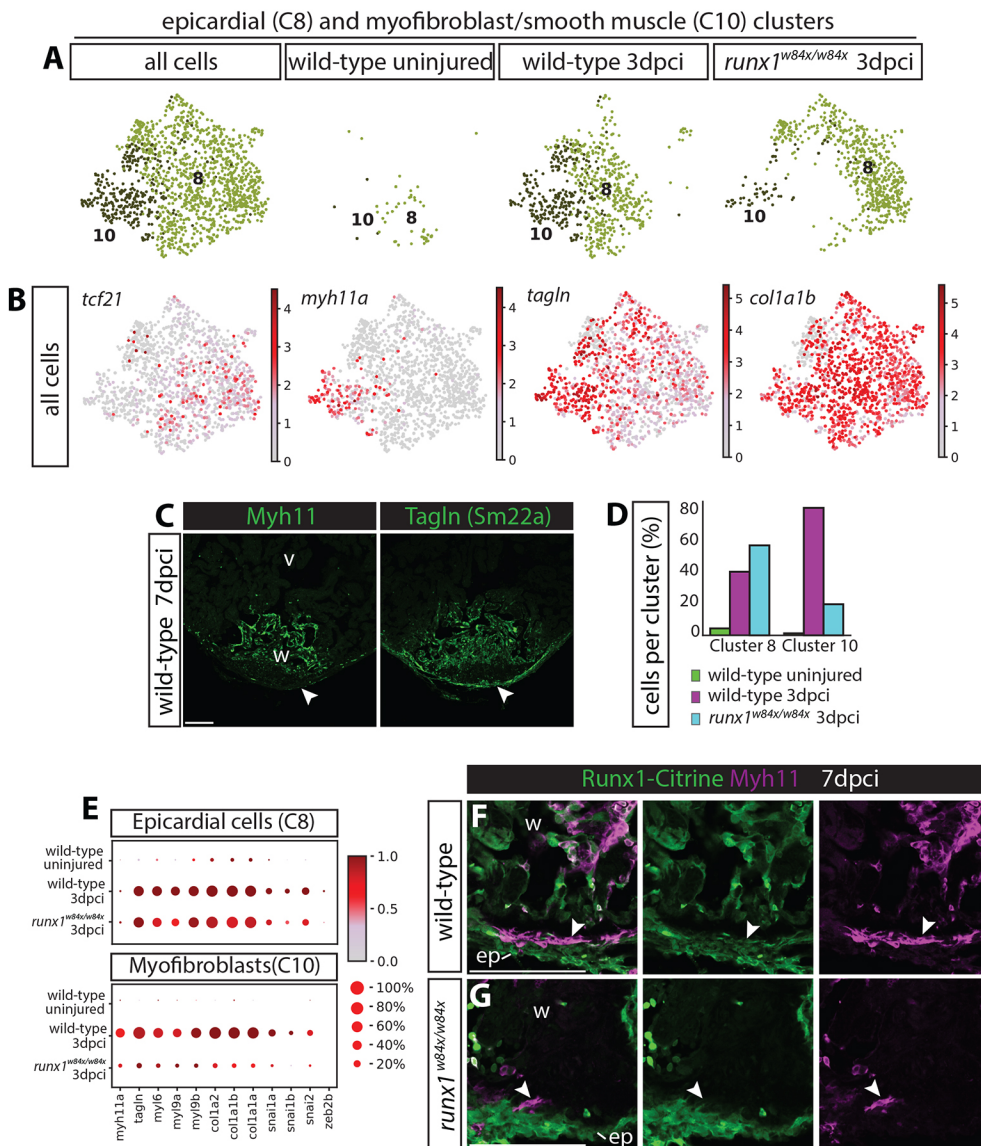 epicardial (C8) and myofibroblast/smooth muscle (C10) clusters
A
all cells
wild-type uninjured
wild-type 3dpci
runx1w84x/w84x 3dpci
8
10
10
8
8
10
8
10
B
all cells
tcf21
4
3
2
1
0
myh11a
4
3
2
1
0
tagln
5
4
3
2
1
0
col1a1b
5
4
3
2
1
0
C
Myh11
Tagln (Sm22a)
wild-type 7dpci
v
w
D
cells per cluster (%)
80
60
40
20
0
Cluster 8 Cluster 10
wild-type uninjured
wild-type 3dpci
runx1w84x/w84x 3dpci
E
Epicardial cells (C8)
wild-type
uninjured
wild-type
3dpci
runx1w84x/w84x
3dpci
1.0
0.8
0.6
0.4
0.2
0.0
Myofibroblasts(C10)
wild-type
uninjured
wild-type
3dpci
runx1w84x/w84x
3dpci
100%
80%
60%
40%
20%
myh11a
tagln
myl6
myl9a
myl9b
col1a2
col1a1b
col1a1a
snai1a
snai1b
snai2
zeb2b
Runx1-Citrine Myh11 7dpci
wild-type
F
w
ep
runx1w84x/w84x
G
w
ep